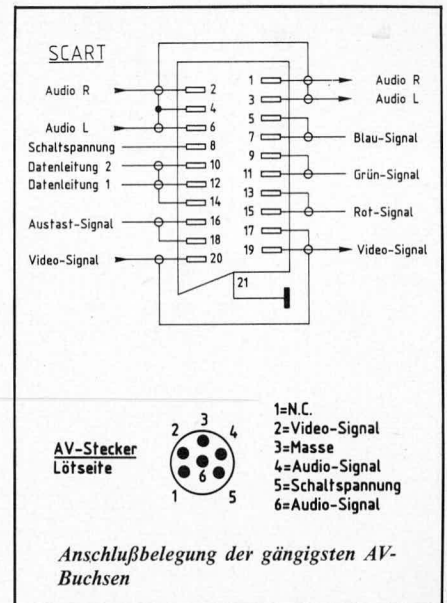 SCART
Audio R
Audio L
Schaltspannung
Datenleitung 2
Datenleitung 1
Austast-Signal
Video-Signal
2
4
6
8
10
12
14
16
18
20
1
3
5
7
9
11
13
15
17
19
21
Audio R
Audio L
Blau-Signal
Grün-Signal
Rot-Signal
Video-Signal
AV-Stecker
Lötseite
1
2
3
4
5
6
1=N.C.
2=Video-Signal
3=Masse
4=Audio-Signal
5=Schaltspannung
6=Audio-Signal
Anschlußbelegung der gängigsten AV-
Buchsen